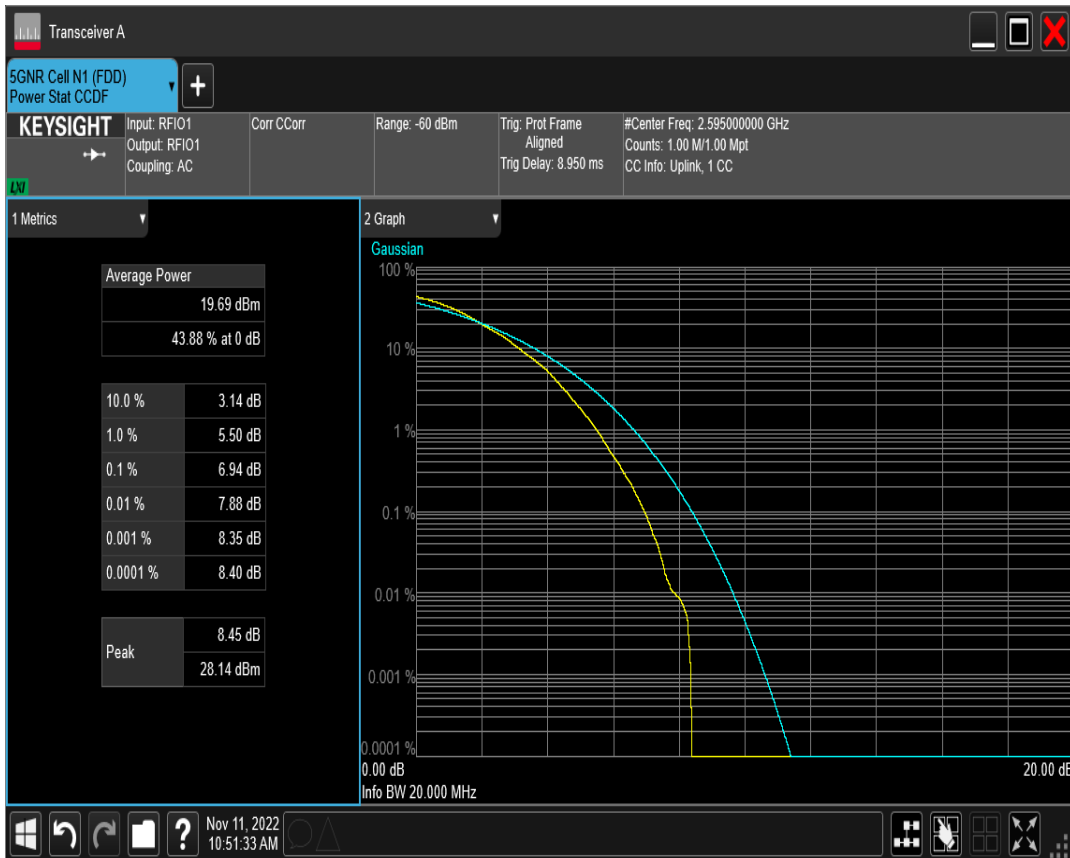 Transceiver A
5GNR Cell N1 (FDD)
Power Stat CCDF
+
KEYSIGHT
LXI
Input: RFIO1
Output: RFIO1
Coupling: AC
Corr CCorr
Range: -60 dBm
Trig: Prot Frame
Aligned
Trig Delay: 8.950 ms
#Center Freq: 2.595000000 GHz
Counts: 1.00 M/1.00 Mpt
CC Info: Uplink, 1 CC
1 Metrics
Average Power
19.69 dBm
43.88 % at 0 dB
10.0 % 3.14 dB
1.0 % 5.50 dB
0.1 % 6.94 dB
0.01 % 7.88 dB
0.001 % 8.35 dB
0.0001 % 8.40 dB
Peak
8.45 dB
28.14 dBm
2 Graph
Gaussian
100 %
10 %
1 %
0.1 %
0.01 %
0.001 %
0.0001 %
0.00 dB 20.00 dB
Info BW 20.000 MHz
?
Nov 11, 2022
10:51:33 AM